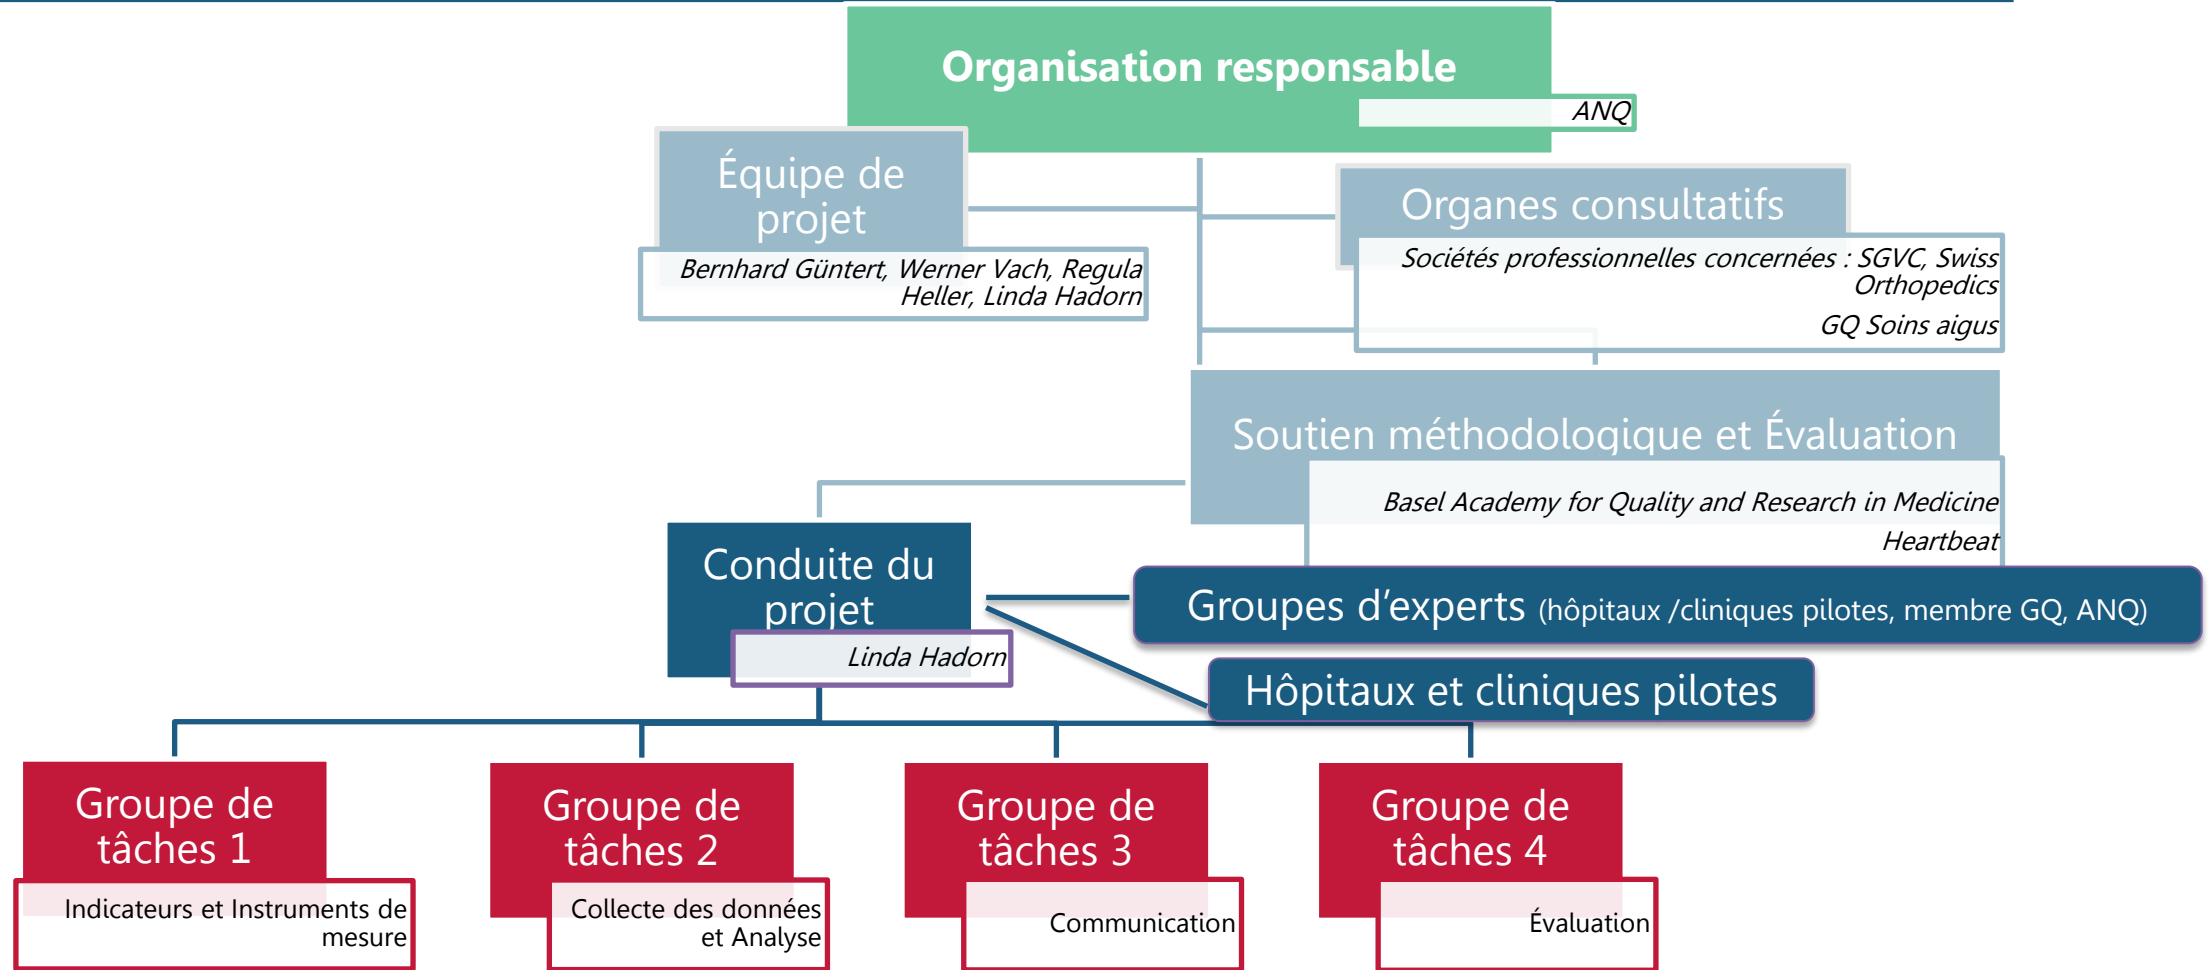 Organisation responsable
ANQ
Équipe de
projet
Bernhard Güntert, Werner Vach, Regula
Heller, Linda Hadorn
Organes consultatifs
Sociétés professionnelles concernées : SGVC, Swiss
Orthopedics
GQ Soins aigus
Soutien méthodologique et Évaluation
Basel Academy for Quality and Research in Medicine
Heartbeat
Conduite du
projet
Linda Hadorn
Groupes d’experts (hôpitaux /cliniques pilotes, membre GQ, ANQ)
Hôpitaux et cliniques pilotes
Groupe de
tâches 1
Indicateurs et Instruments de
mesure
Groupe de
tâches 2
Collecte des données
et Analyse
Groupe de
tâches 3
Communication
Groupe de
tâches 4
Évaluation